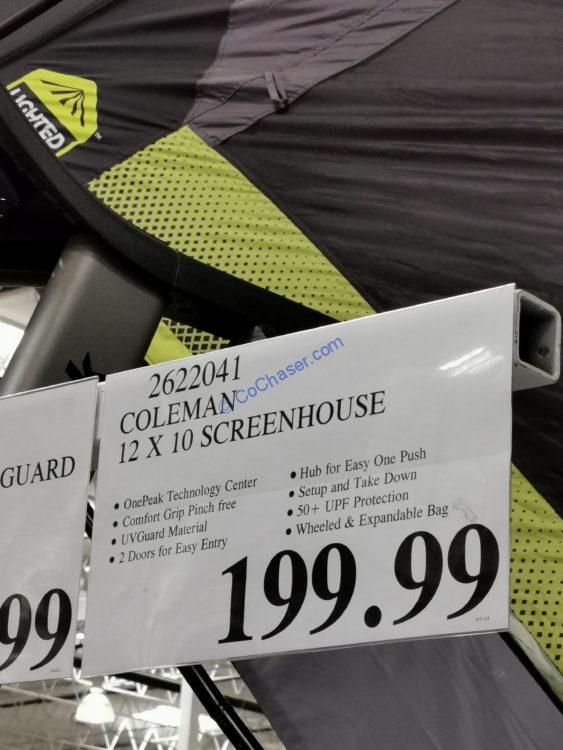 LIGHTED
2622041
COLEMAN
12 X 10 SCREENHOUSE
CoChaser.com
• OnePeak Technology Center
• Comfort Grip Pinch free
• UVGuard Material
• 2 Doors for Easy Entry
• Hub for Easy One Push
• Setup and Take Down
• 50+ UPF Protection
• Wheeled & Expandable Bag
199.99
GUARD
99